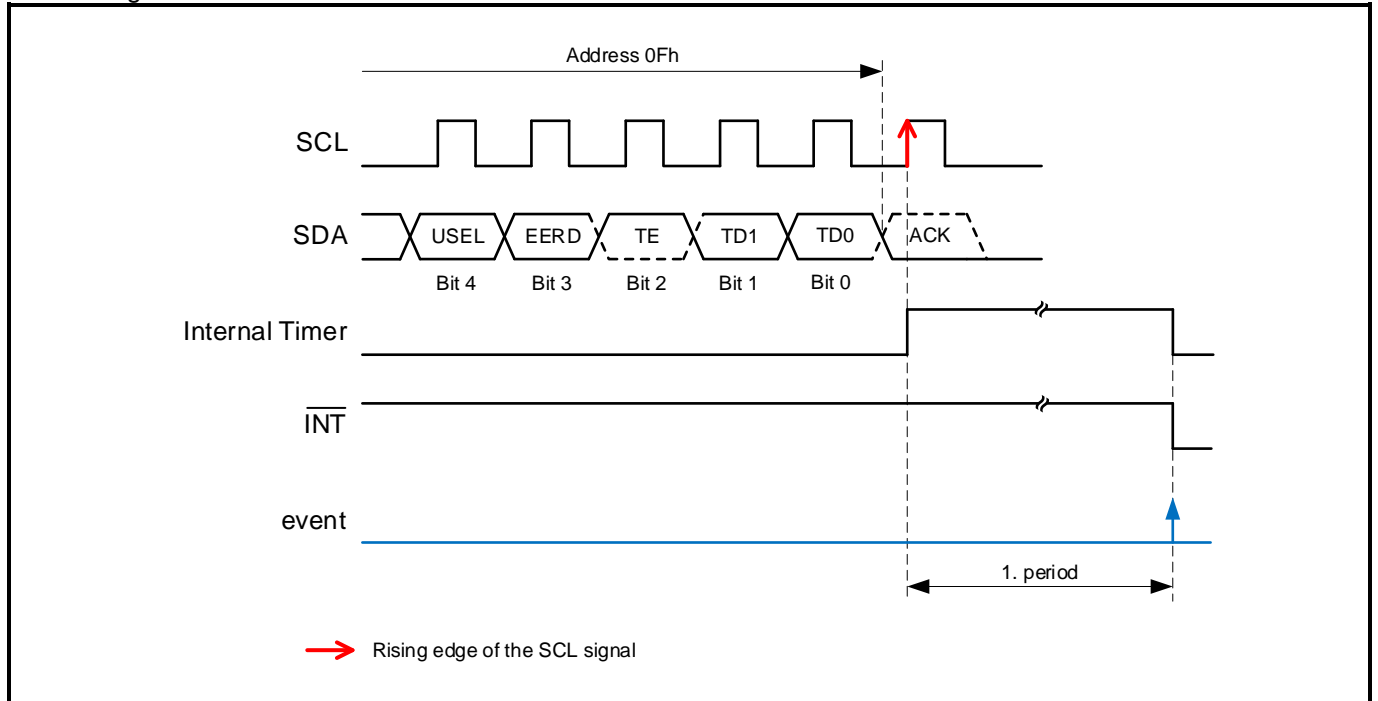 Address 0Fh
SCL
SDA
USEL
EERD
TE
TD1
TD0
ACK
Bit 4
Bit 3
Bit 2
Bit 1
Bit 0
Internal Timer
INT
event
1. period
Rising edge of the SCL signal